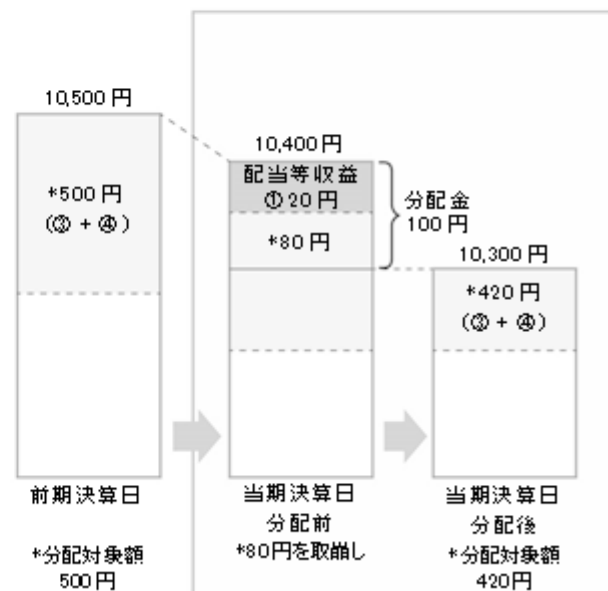 10,500円
*500円
(③+④)
前期決算日
*分配対象額
500円
10,400円
配当等収益
①20円
*80円
分配金
100円
当期決算日
分配前
*80円を取崩し
10,300円
*420円
(③+④)
当期決算日
分配後
*分配対象額
420円